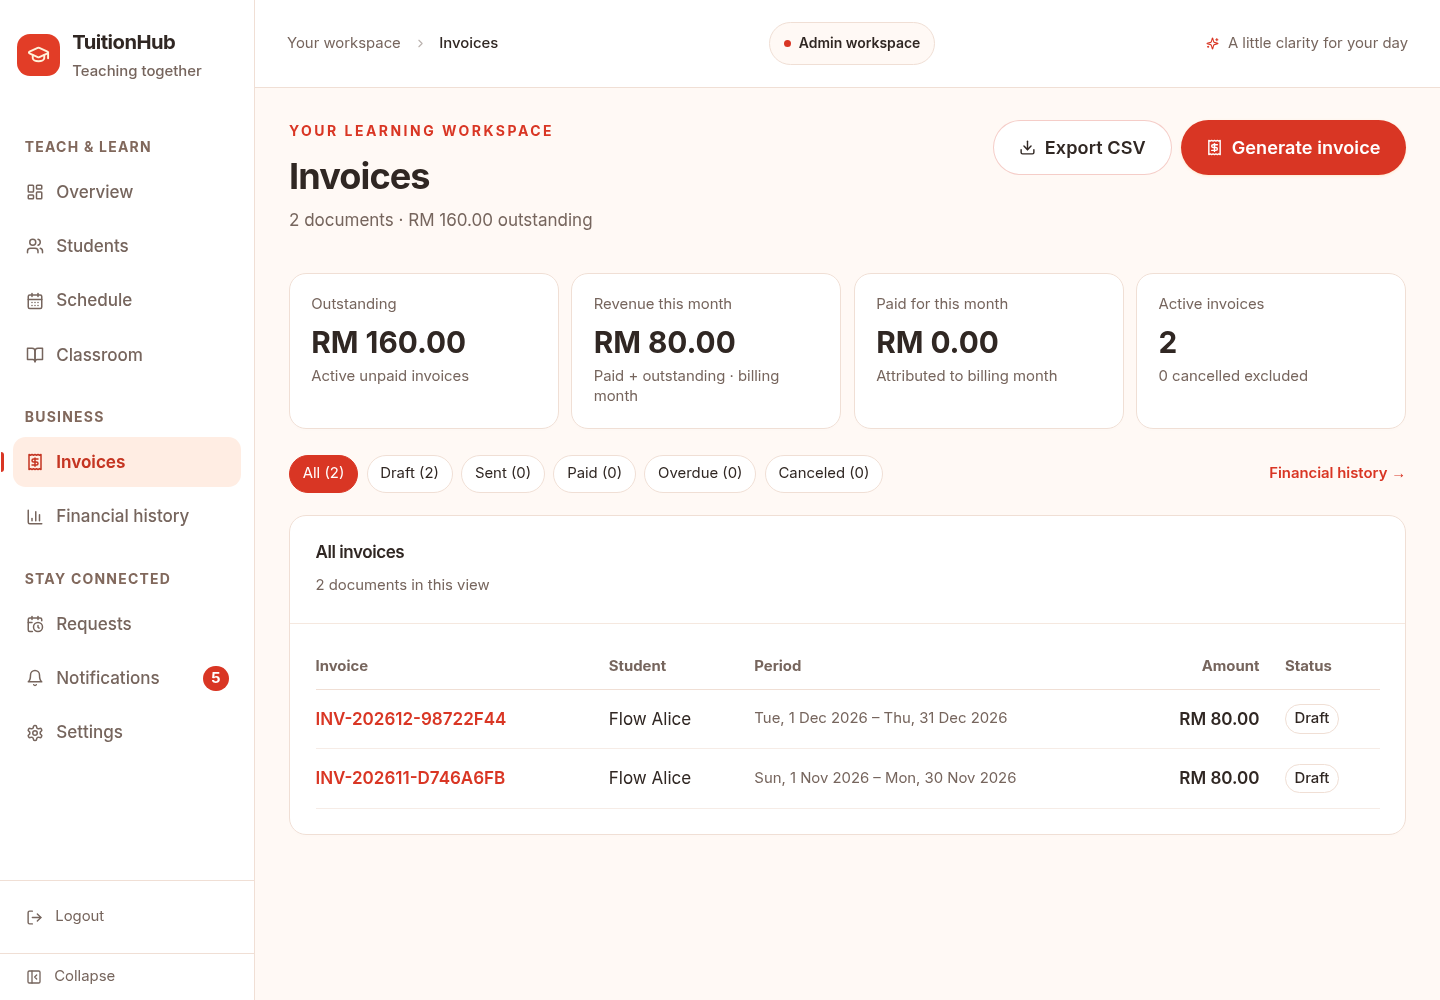 TuitionHub
Teaching together
TEACH & LEARN
Overview
Students
Schedule
Classroom
BUSINESS
Invoices
Financial history
STAY CONNECTED
Requests
Notifications 5
Settings
Logout
Collapse
Your workspace › Invoices
Admin workspace
A little clarity for your day
YOUR LEARNING WORKSPACE
Invoices
2 documents · RM 160.00 outstanding
Export CSV
Generate invoice
Outstanding
RM 160.00
Active unpaid invoices
Revenue this month
RM 80.00
Paid + outstanding · billing
month
Paid for this month
RM 0.00
Attributed to billing month
Active invoices
2
0 cancelled excluded
All (2) Draft (2) Sent (0) Paid (0) Overdue (0) Canceled (0)
Financial history →
All invoices
2 documents in this view
Invoice Student Period Amount Status
INV-202612-98722F44 Flow Alice Tue, 1 Dec 2026 – Thu, 31 Dec 2026 RM 80.00 Draft
INV-202611-D746A6FB Flow Alice Sun, 1 Nov 2026 – Mon, 30 Nov 2026 RM 80.00 Draft